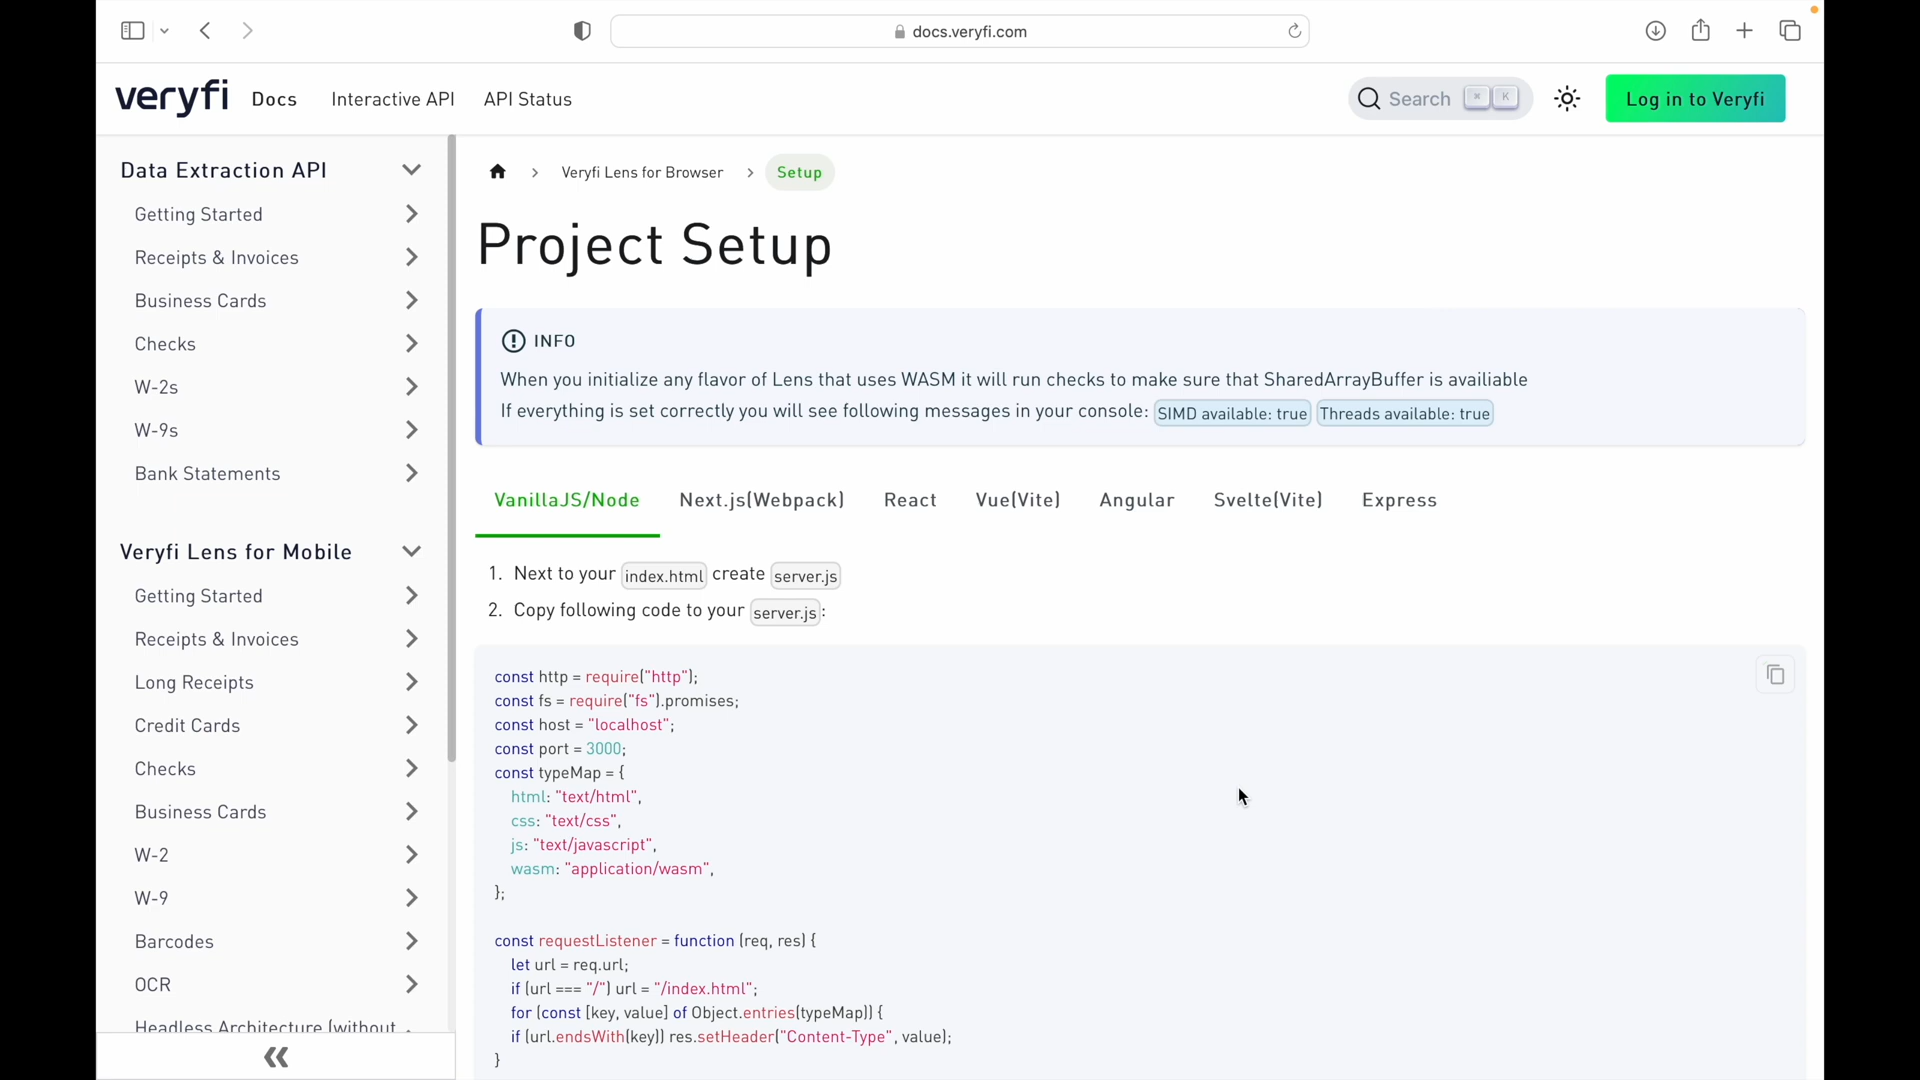 docs.veryfi.com
veryfi Docs Interactive API API Status Search ⌘ K Log in to Veryfi
Data Extraction API
Getting Started
Receipts & Invoices
Business Cards
Checks
W-2s
W-9s
Bank Statements
Veryfi Lens for Mobile
Getting Started
Receipts & Invoices
Long Receipts
Credit Cards
Checks
Business Cards
W-2
W-9
Barcodes
OCR
Headless Architecture (without
Veryfi Lens for Browser Setup
Project Setup
INFO
When you initialize any flavor of Lens that uses WASM it will run checks to make sure that SharedArrayBuffer is availiable
If everything is set correctly you will see following messages in your console: SIMD available: true Threads available: true
VanillaJS/Node Next.js(Webpack) React Vue(Vite) Angular Svelte(Vite) Express
1. Next to your index.html create server.js
2. Copy following code to your server.js:
const http = require("http");
const fs = require("fs").promises;
const host = "localhost";
const port = 3000;
const typeMap = {
html: "text/html",
css: "text/css",
js: "text/javascript",
wasm: "application/wasm",
};
const requestListener = function (req, res) {
let url = req.url;
if (url === "/") url = "/index.html";
for (const [key, value] of Object.entries(typeMap)) {
if (url.endsWith(key)) res.setHeader("Content-Type", value);
}